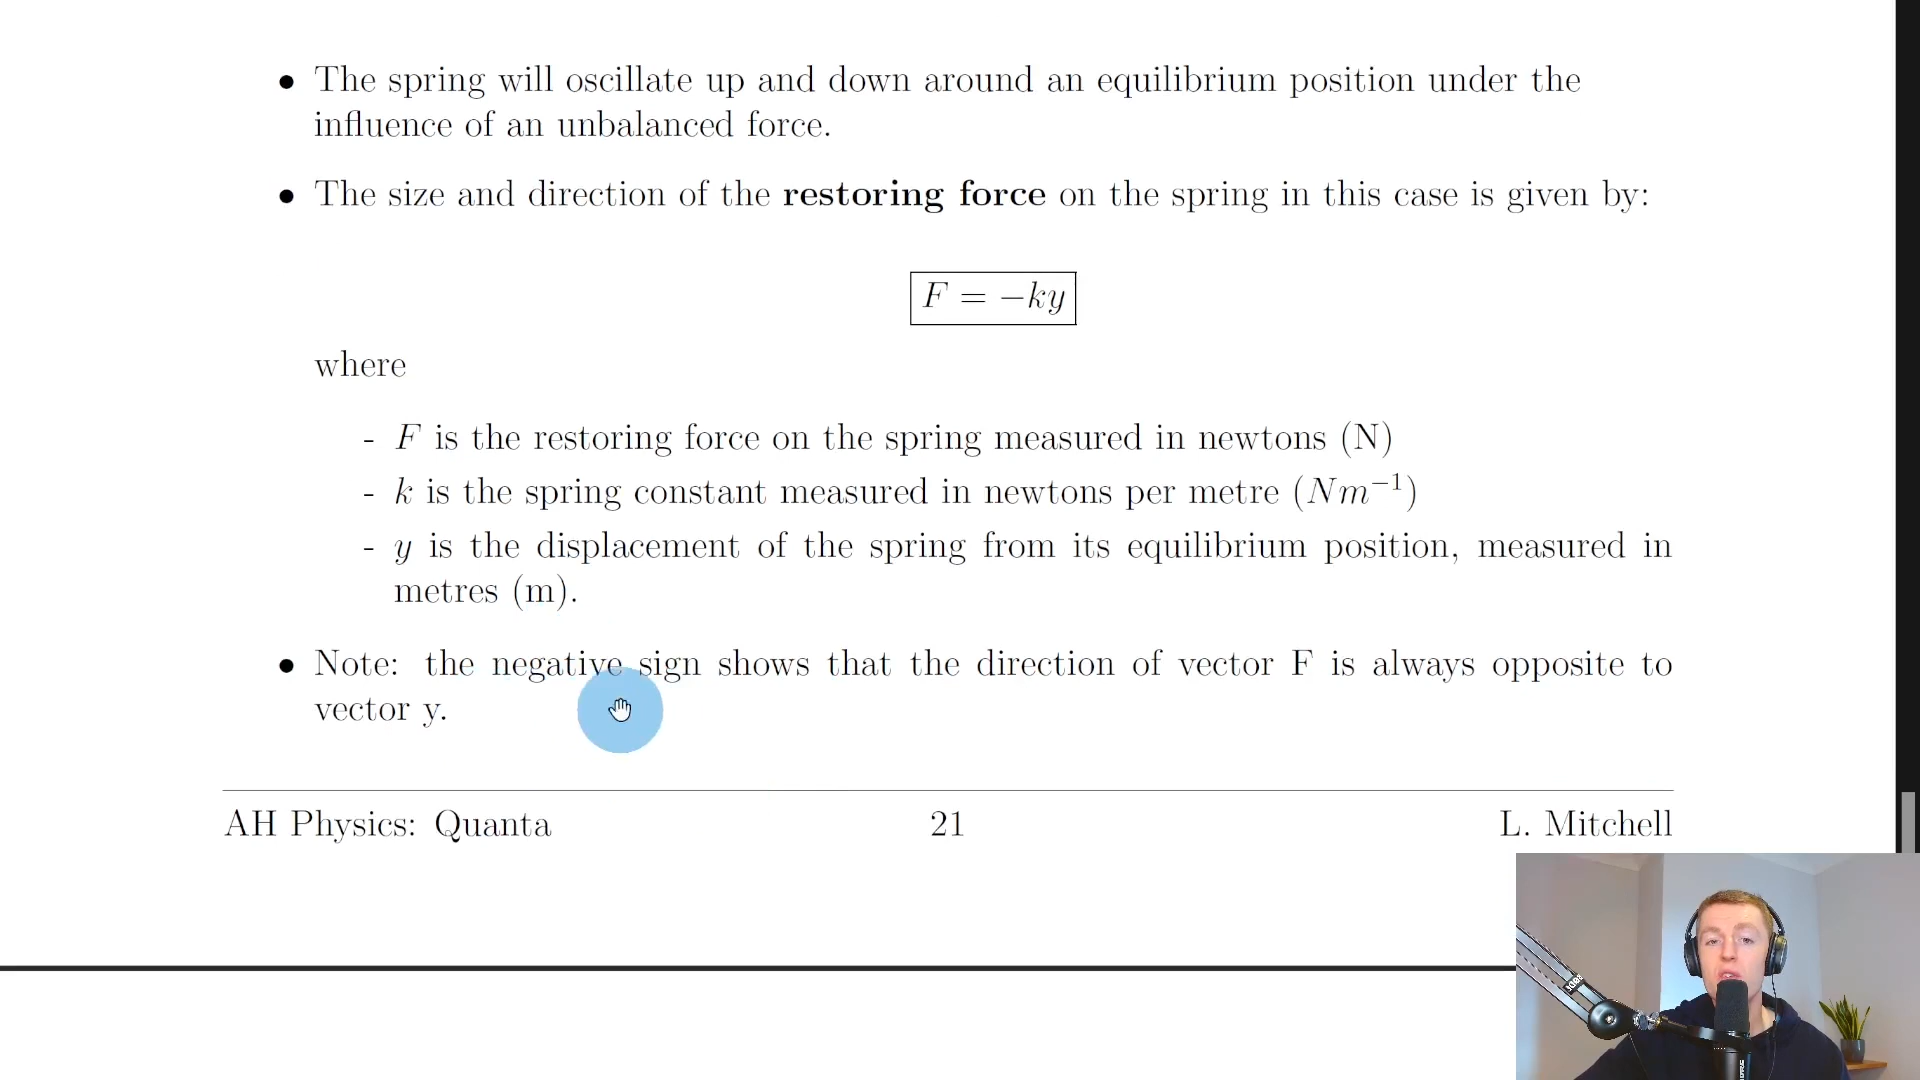 • The spring will oscillate up and down around an equilibrium position under the
influence of an unbalanced force.
• The size and direction of the restoring force on the spring in this case is given by:
F = −ky
where
- F is the restoring force on the spring measured in newtons (N)
- k is the spring constant measured in newtons per metre (Nm⁻¹)
- y is the displacement of the spring from its equilibrium position, measured in
metres (m).
• Note: the negative sign shows that the direction of vector F is always opposite to
vector y.
AH Physics: Quanta 21 L. Mitchell